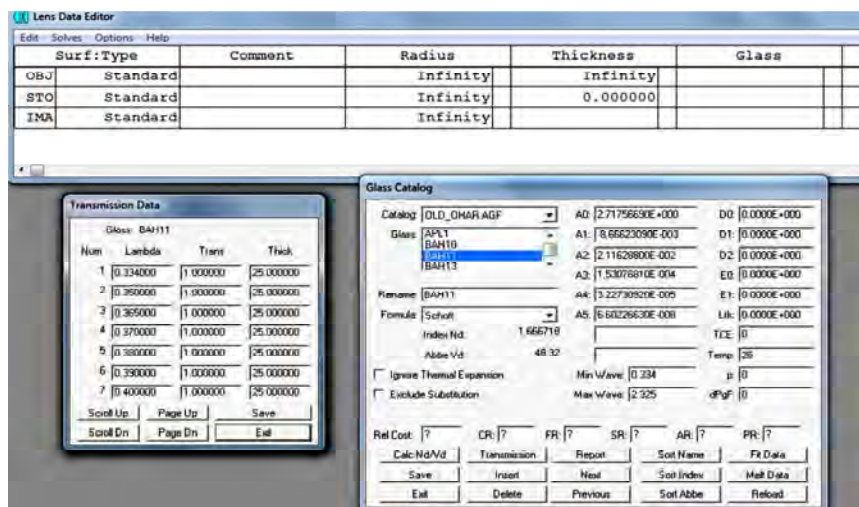 Lens Data Editor
Edit Solves Options Help
Surf:Type Comment Radius Thickness Glass
OBJ Standard Infinity Infinity
STO Standard Infinity 0.000000
IMA Standard Infinity
Transmission Data
Glass: BAH11
Num Lambda Trans Thick
1 0.334000 1.000000 25.000000
2 0.350000 1.000000 25.000000
3 0.365000 1.000000 25.000000
4 0.370000 1.000000 25.000000
5 0.380000 1.000000 25.000000
6 0.390000 1.000000 25.000000
7 0.400000 1.000000 25.000000
Scroll Up Page Up Save
Scroll Dn Page Dn Exit
Glass Catalog
Catalog: OLD_OHAR.AGF A0: 2.71756690E+000 D0: 0.0000E+000
Glass: APL1 A1: 8.66623090E-003 D1: 0.0000E+000
BAH10
BAH11 A2: 2.11628800E-002 D2: 0.0000E+000
BAH13 A3: 1.53076810E-004 E0: 0.0000E+000
Rename: BAH11 A4: 3.22730920E-005 E1: 0.0000E+000
Formula: Schott A5: 6.60226630E-008 Ltk: 0.0000E+000
Index Nd: 1.666718 TCE: 0
Abbe Vd: 48.32 Temp: 26
Ignore Thermal Expansion Min Wave: 0.334 p: 0
Exclude Substitution Max Wave: 2.325 dPgF: 0
Rel Cost: ? CR: ? FR: ? SR: ? AR: ? PR: ?
Calc Nd/Vd Transmission Report Sort Name Fit Data
Save Insert Next Sort Index Melt Data
Exit Delete Previous Sort Abbe Reload